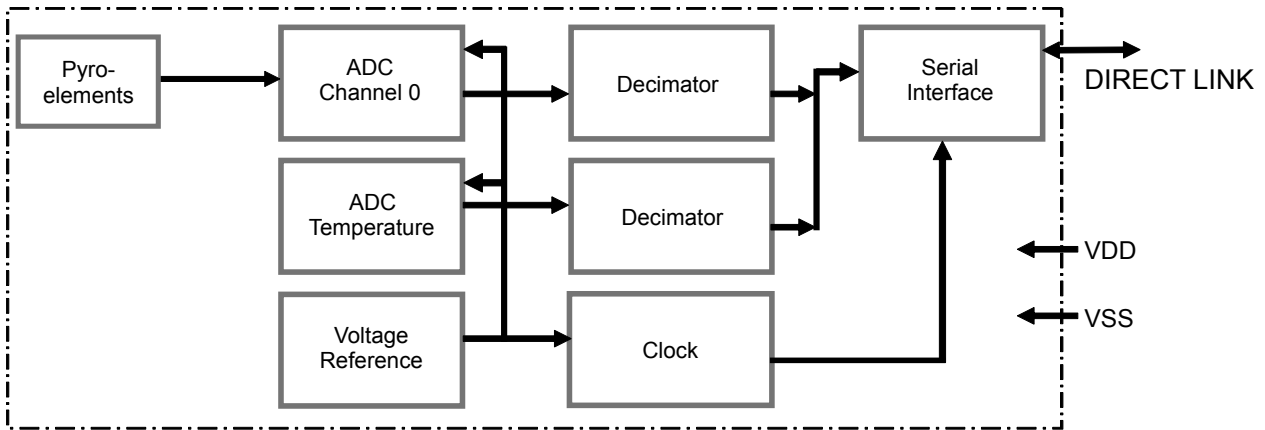 Pyro-
elements
ADC
Channel 0
Decimator
Serial
Interface
DIRECT LINK
ADC
Temperature
Decimator
VDD
VSS
Voltage
Reference
Clock